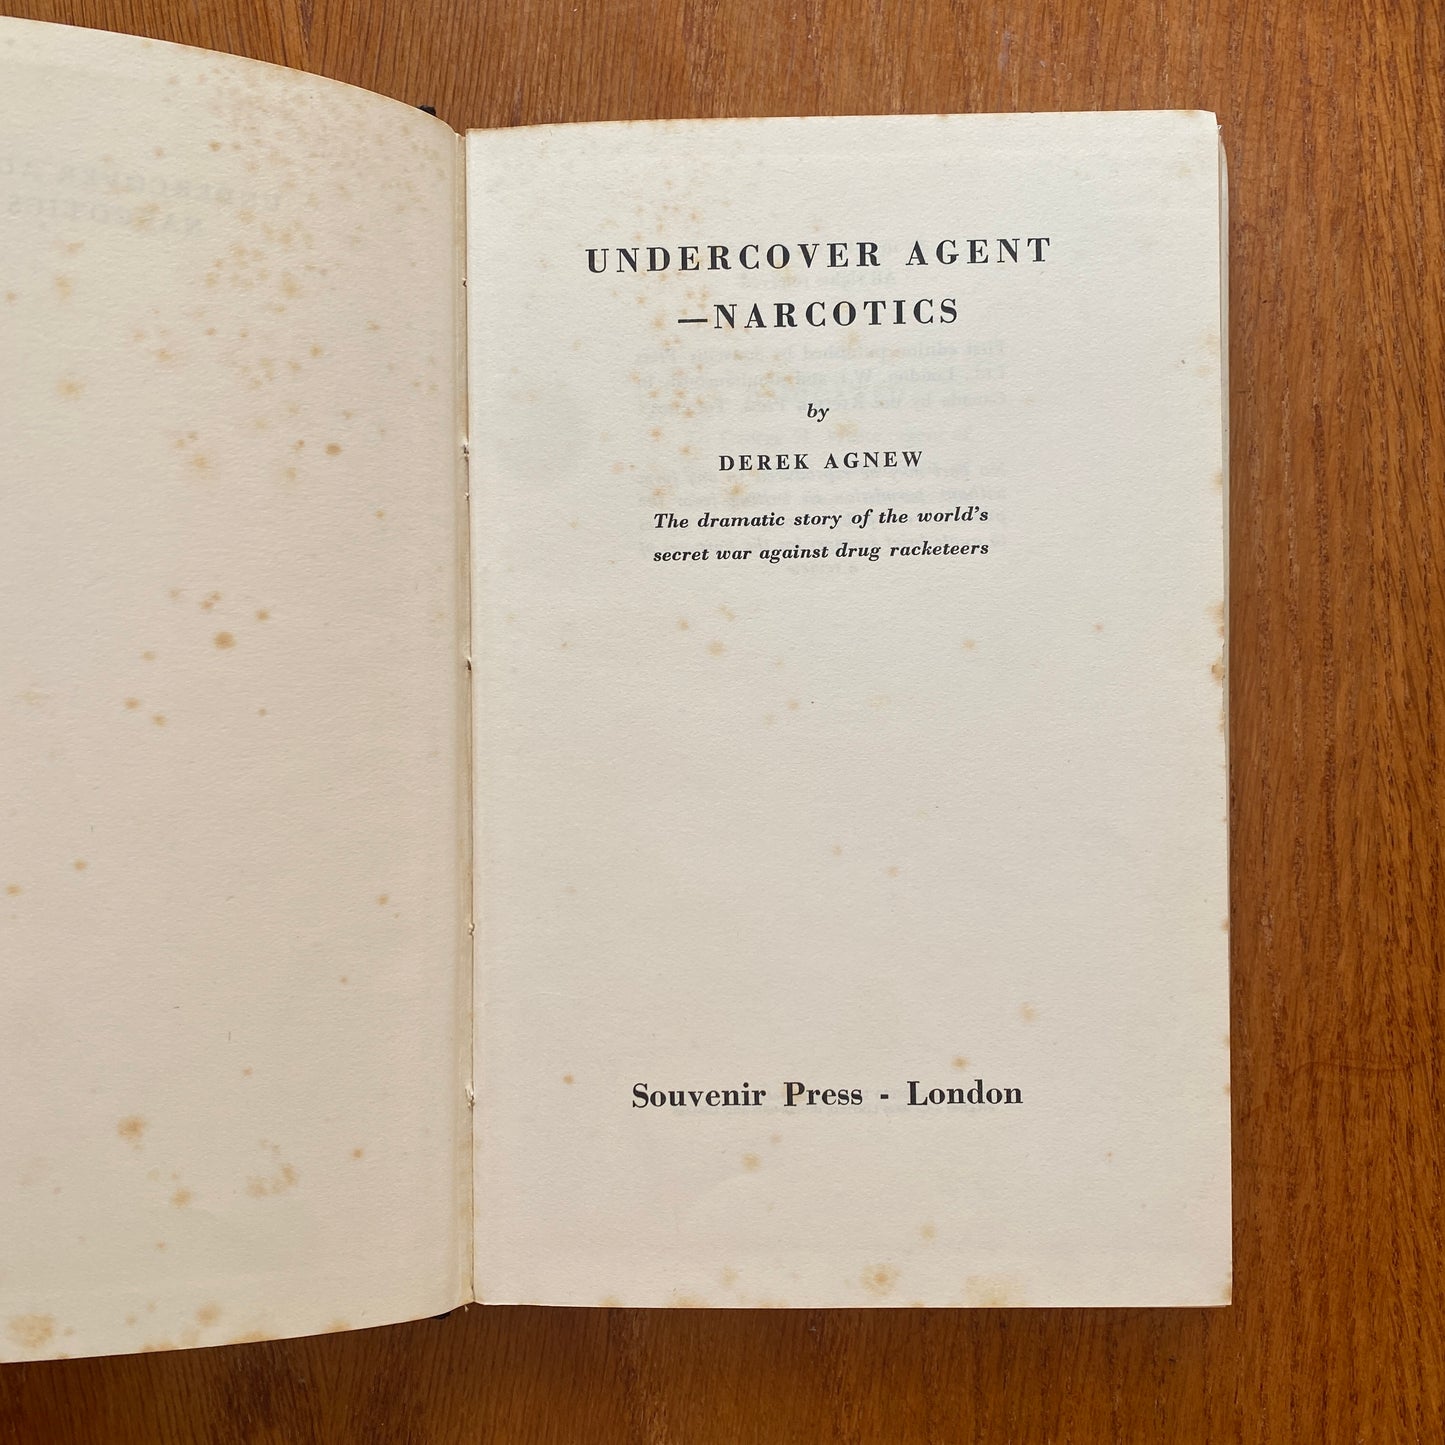 UNDERCOVER AGENT
—NARCOTICS
by
DEREK AGNEW
The dramatic story of the world's
secret war against drug racketeers
Souvenir Press - London